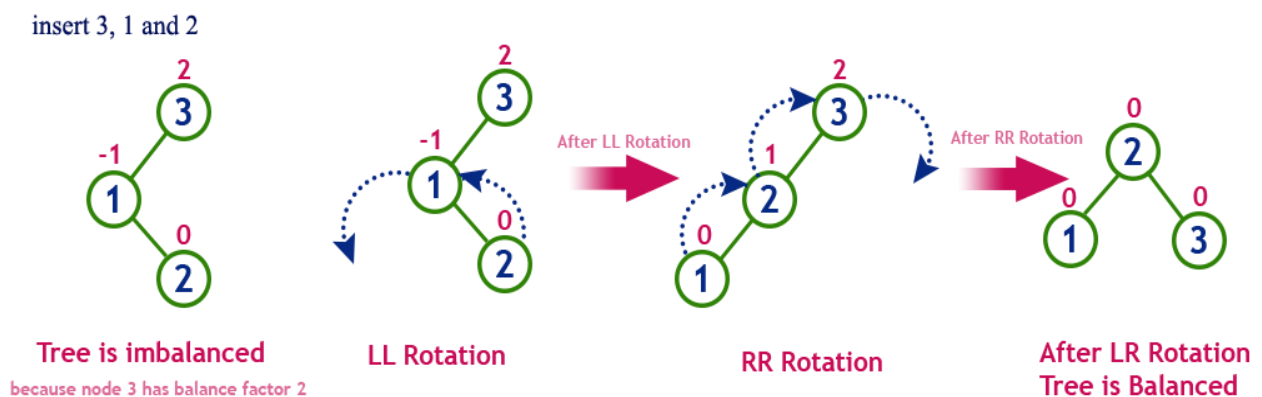 insert 3, 1 and 2
2
3
-1
1
0
2
Tree is imbalanced
because node 3 has balance factor 2
2
3
-1
1
0
2
LL Rotation
After LL Rotation
2
3
1
2
0
1
RR Rotation
After RR Rotation
0
2
0
1
0
3
After LR Rotation
Tree is Balanced